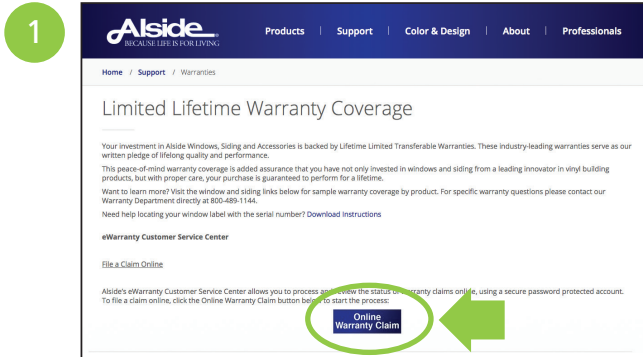 1
Alside
BECAUSE LIFE IS FOR LIVING
Products | Support | Color & Design | About | Professionals
Home / Support / Warranties
Limited Lifetime Warranty Coverage
Your investment in Alside Windows, Siding and Accessories is backed by Lifetime Limited Transferable Warranties. These industry-leading warranties serve as our
written pledge of lifelong quality and performance.
This peace-of-mind warranty coverage is added assurance that you have not only invested in windows and siding from a leading innovator in vinyl building
products, but with proper care, your purchase is guaranteed to perform for a lifetime.
Want to learn more? Visit the window and siding links below for sample warranty coverage by product. For specific warranty questions please contact our
Warranty Department directly at 800-489-1144.
Need help locating your window label with the serial number? Download Instructions
eWarranty Customer Service Center
File a Claim Online
Alside's eWarranty Customer Service Center allows you to process and review the status of warranty claims online, using a secure password protected account.
To file a claim online, click the Online Warranty Claim button below to start the process:
Online
Warranty Claim